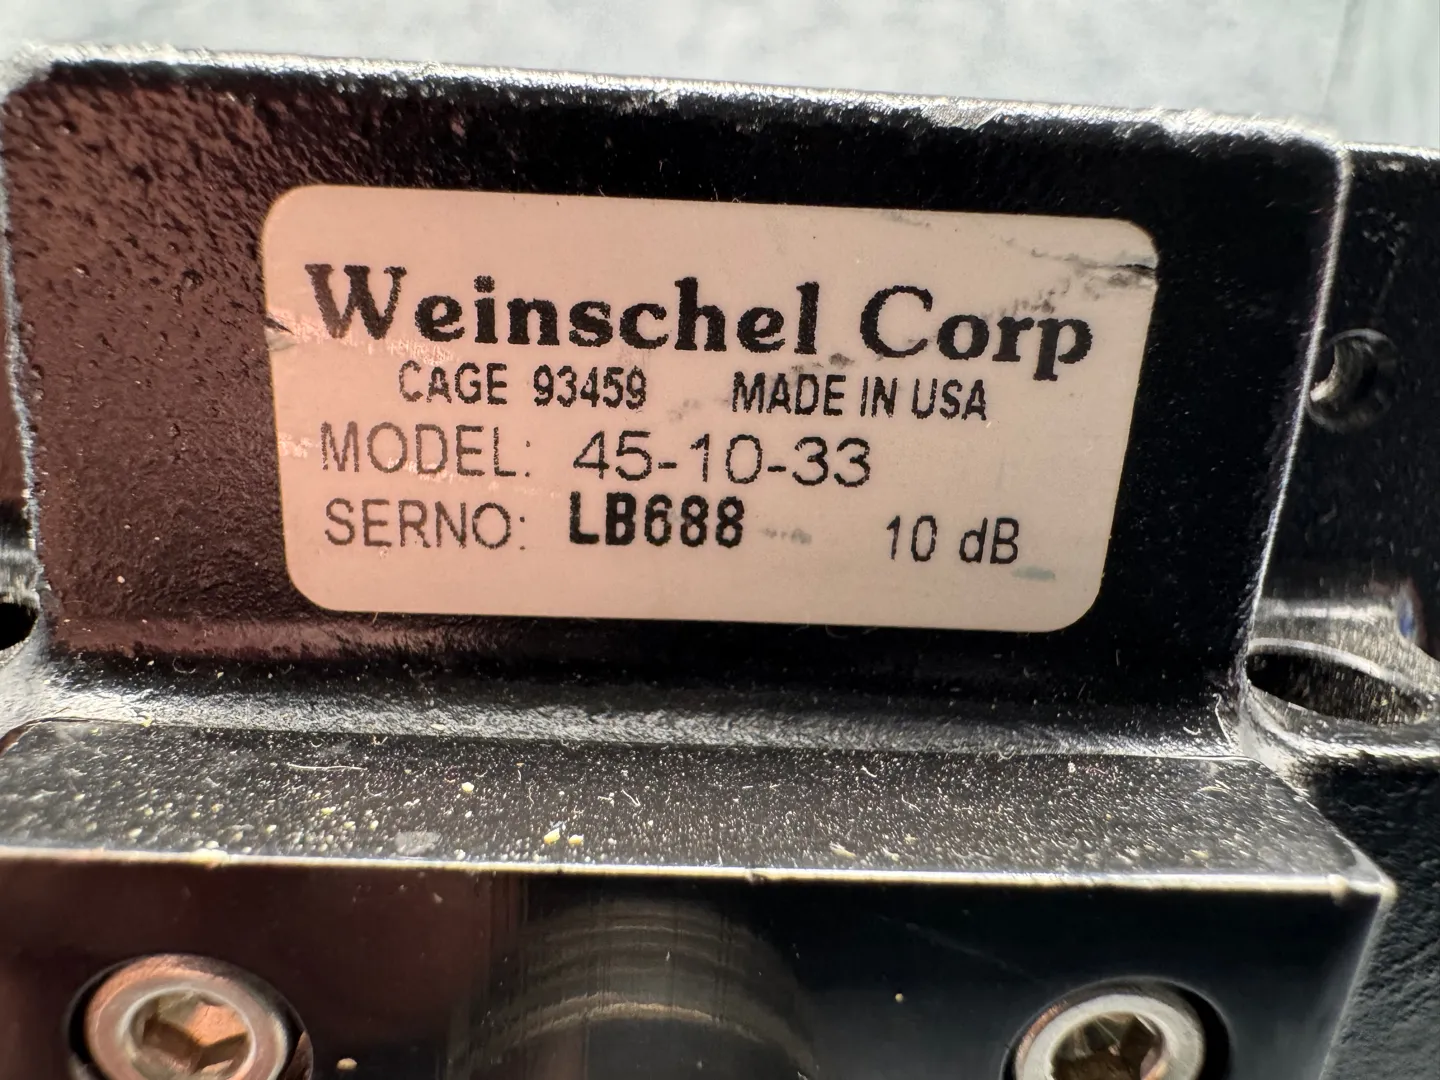 Weinschel Corp
CAGE 93459 MADE IN USA
MODEL: 45-10-33
SERNO: LB688 10 dB